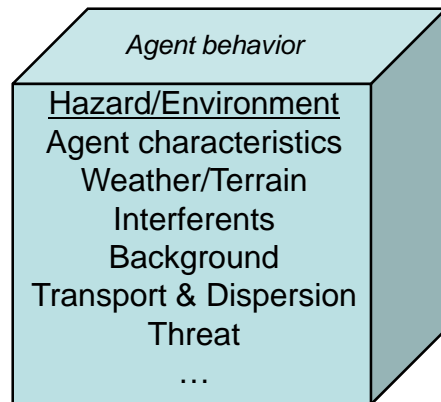 Agent behavior
Hazard/Environment
Agent characteristics
Weather/Terrain
Interferents
Background
Transport & Dispersion
Threat
…